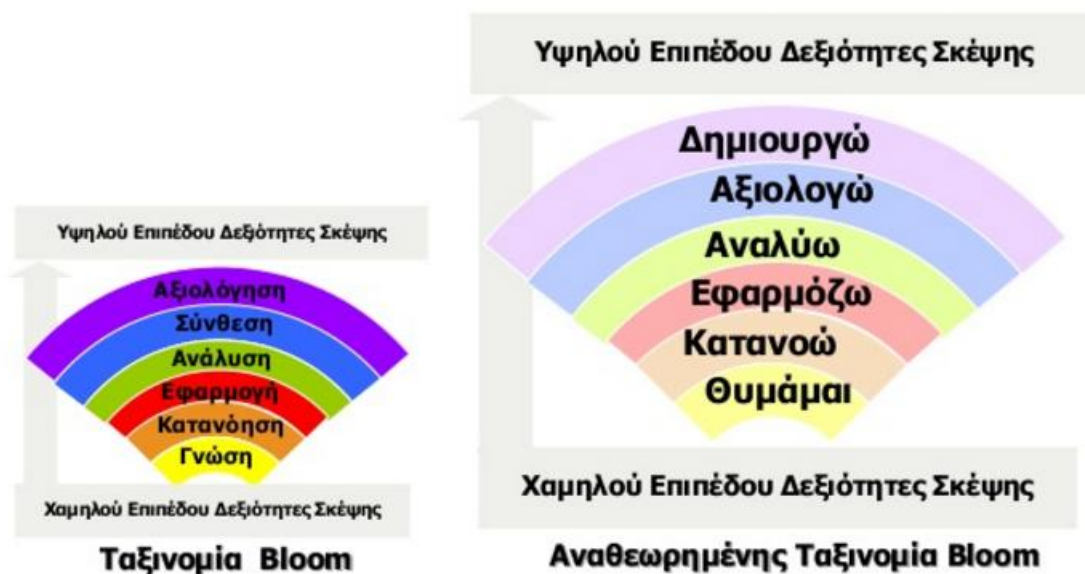 Υψηλού Επιπέδου Δεξιότητες Σκέψης
Αξιολόγηση
Σύνθεση
Ανάλυση
Εφαρμογή
Κατανόηση
Γνώση
Χαμηλού Επιπέδου Δεξιότητες Σκέψης
Ταξινομία Bloom
Υψηλού Επιπέδου Δεξιότητες Σκέψης
Δημιουργώ
Αξιολογώ
Αναλύω
Εφαρμόζω
Κατανοώ
Θυμάμαι
Χαμηλού Επιπέδου Δεξιότητες Σκέψης
Αναθεωρημένης Ταξινομία Bloom